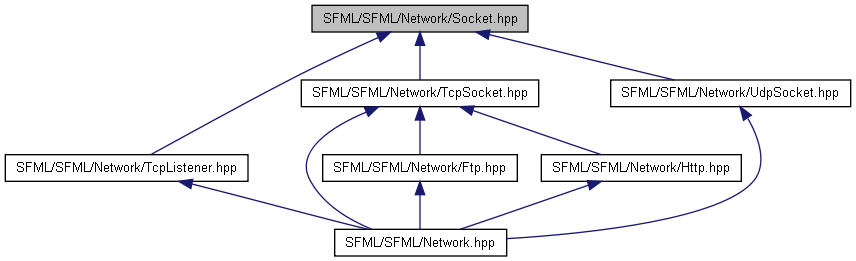 SFML/SFML/Network/Socket.hpp
SFML/SFML/Network/TcpSocket.hpp
SFML/SFML/Network/UdpSocket.hpp
SFML/SFML/Network/TcpListener.hpp
SFML/SFML/Network/Ftp.hpp
SFML/SFML/Network/Http.hpp
SFML/SFML/Network.hpp